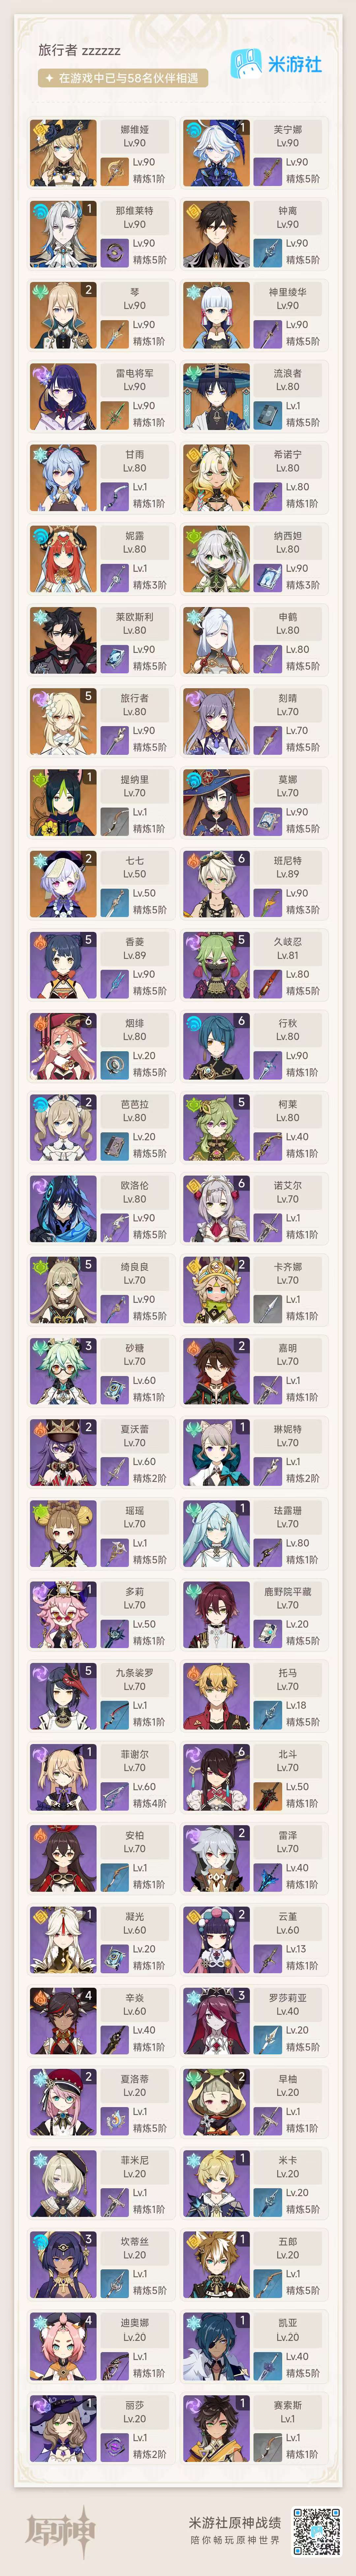 旅行者 zzzzzz
米游社
在游戏中已与58名伙伴相遇
娜维娅
Lv.90
Lv.90
精炼1阶
1
芙宁娜
Lv.90
Lv.90
精炼5阶
1
那维莱特
Lv.90
Lv.90
精炼5阶
钟离
Lv.90
Lv.90
精炼5阶
2
琴
Lv.90
Lv.90
精炼1阶
神里绫华
Lv.90
Lv.90
精炼5阶
雷电将军
Lv.90
Lv.90
精炼1阶
流浪者
Lv.80
Lv.1
精炼5阶
甘雨
Lv.80
Lv.1
精炼1阶
希诺宁
Lv.80
Lv.80
精炼1阶
妮露
Lv.80
Lv.1
精炼3阶
纳西妲
Lv.80
Lv.90
精炼3阶
莱欧斯利
Lv.80
Lv.90
精炼5阶
申鹤
Lv.80
Lv.80
精炼5阶
5
旅行者
Lv.80
Lv.90
精炼5阶
刻晴
Lv.70
Lv.70
精炼5阶
1
提纳里
Lv.70
Lv.1
精炼1阶
莫娜
Lv.70
Lv.90
精炼5阶
2
七七
Lv.50
Lv.50
精炼5阶
6
班尼特
Lv.89
Lv.90
精炼3阶
5
香菱
Lv.89
Lv.90
精炼5阶
5
久岐忍
Lv.81
Lv.80
精炼5阶
6
烟绯
Lv.80
Lv.20
精炼5阶
6
行秋
Lv.80
Lv.90
精炼1阶
2
芭芭拉
Lv.80
Lv.20
精炼5阶
5
柯莱
Lv.80
Lv.40
精炼1阶
欧洛伦
Lv.80
Lv.90
精炼5阶
6
诺艾尔
Lv.70
Lv.1
精炼1阶
5
绮良良
Lv.70
Lv.90
精炼5阶
2
卡齐娜
Lv.70
Lv.1
精炼1阶
3
砂糖
Lv.70
Lv.60
精炼1阶
2
嘉明
Lv.70
Lv.1
精炼1阶
2
夏沃蕾
Lv.70
Lv.60
精炼2阶
1
琳妮特
Lv.70
Lv.1
精炼2阶
瑶瑶
Lv.70
Lv.1
精炼5阶
1
珐露珊
Lv.70
Lv.80
精炼1阶
1
多莉
Lv.70
Lv.50
精炼1阶
鹿野院平藏
Lv.70
Lv.20
精炼5阶
5
九条裟罗
Lv.70
Lv.1
精炼1阶
托马
Lv.70
Lv.18
精炼5阶
1
菲谢尔
Lv.70
Lv.60
精炼4阶
6
北斗
Lv.70
Lv.50
精炼1阶
安柏
Lv.70
Lv.1
精炼1阶
2
雷泽
Lv.70
Lv.40
精炼1阶
1
凝光
Lv.60
Lv.20
精炼1阶
2
云堇
Lv.60
Lv.13
精炼1阶
4
辛焱
Lv.60
Lv.40
精炼1阶
3
罗莎莉亚
Lv.40
Lv.20
精炼5阶
2
夏洛蒂
Lv.20
Lv.1
精炼5阶
2
早柚
Lv.20
Lv.1
精炼1阶
菲米尼
Lv.20
Lv.1
精炼1阶
1
米卡
Lv.20
Lv.20
精炼5阶
3
坎蒂丝
Lv.20
Lv.1
精炼5阶
1
五郎
Lv.20
Lv.1
精炼5阶
4
迪奥娜
Lv.20
Lv.1
精炼1阶
1
凯亚
Lv.20
Lv.40
精炼5阶
1
丽莎
Lv.20
Lv.1
精炼2阶
1
赛索斯
Lv.1
Lv.1
精炼1阶
原神
米游社原神战绩
陪你畅玩原神世界